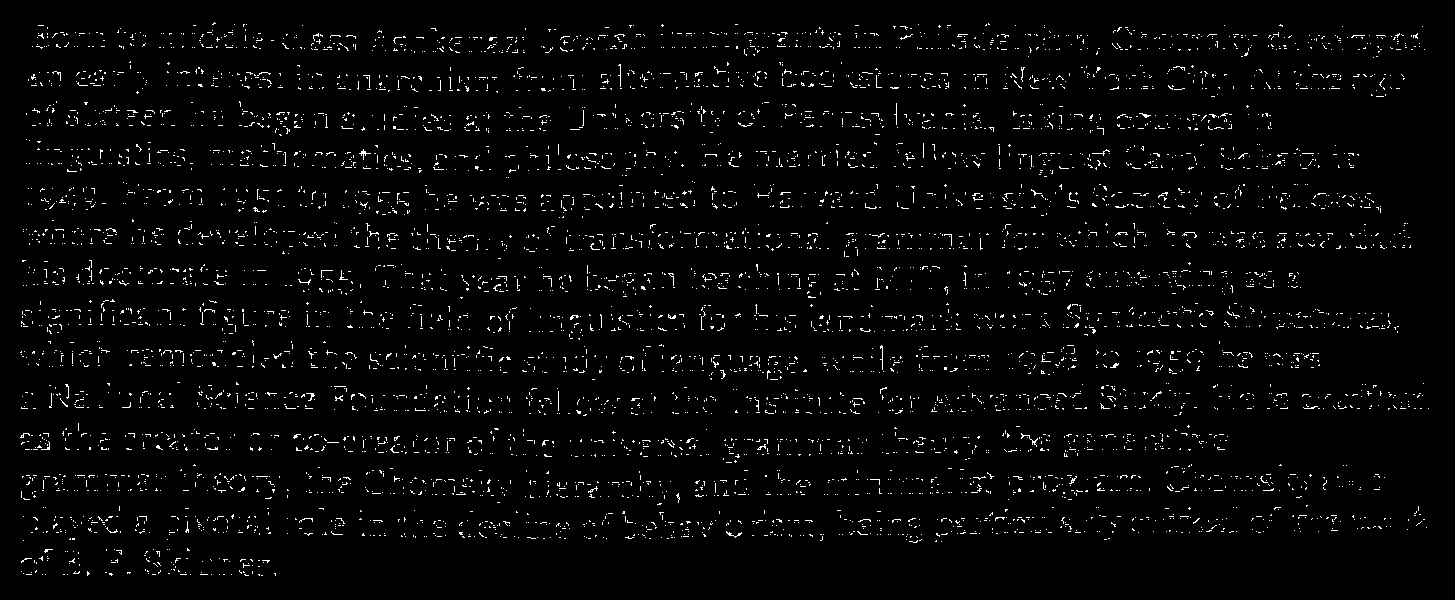 Born to middle-class Ashkenazi Jewish immigrants in Philadelphia, Chomsky developed
an early interest in anarchism from alternative bookstores in New York City. At the age
of sixteen he began studies at the University of Pennsylvania, taking courses in
linguistics, mathematics, and philosophy. He married fellow linguist Carol Schatz in
1949. From 1951 to 1955 he was appointed to Harvard University's Society of Fellows,
where he developed the theory of transformational grammar for which he was awarded
his doctorate in 1955. That year he began teaching at MIT, in 1957 emerging as a
significant figure in the field of linguistics for his landmark work Syntactic Structures,
which remodeled the scientific study of language, while from 1958 to 1959 he was
a National Science Foundation fellow at the Institute for Advanced Study. He is credited
as the creator or co-creator of the universal grammar theory, the generative
grammar theory, the Chomsky hierarchy, and the minimalist program. Chomsky also
played a pivotal role in the decline of behaviorism, being particularly critical of the work
of B. F. Skinner.